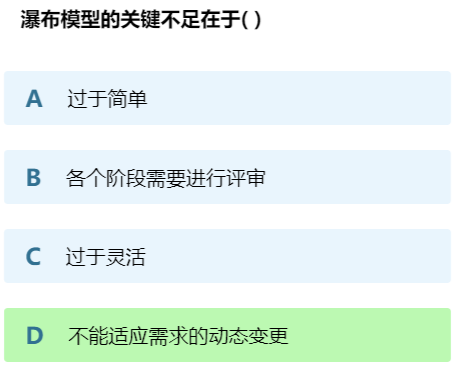 瀑布模型的关键不足在于( )
A 过于简单
B 各个阶段需要进行评审
C 过于灵活
D 不能适应需求的动态变更